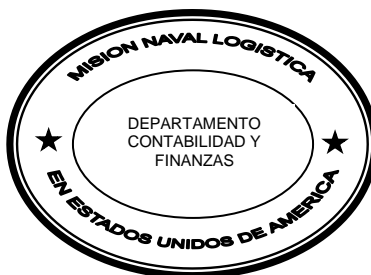 MISION NAVAL LOGISTICA
DEPARTAMENTO
CONTABILIDAD Y
FINANZAS
EN ESTADOS UNIDOS DE AMERICA